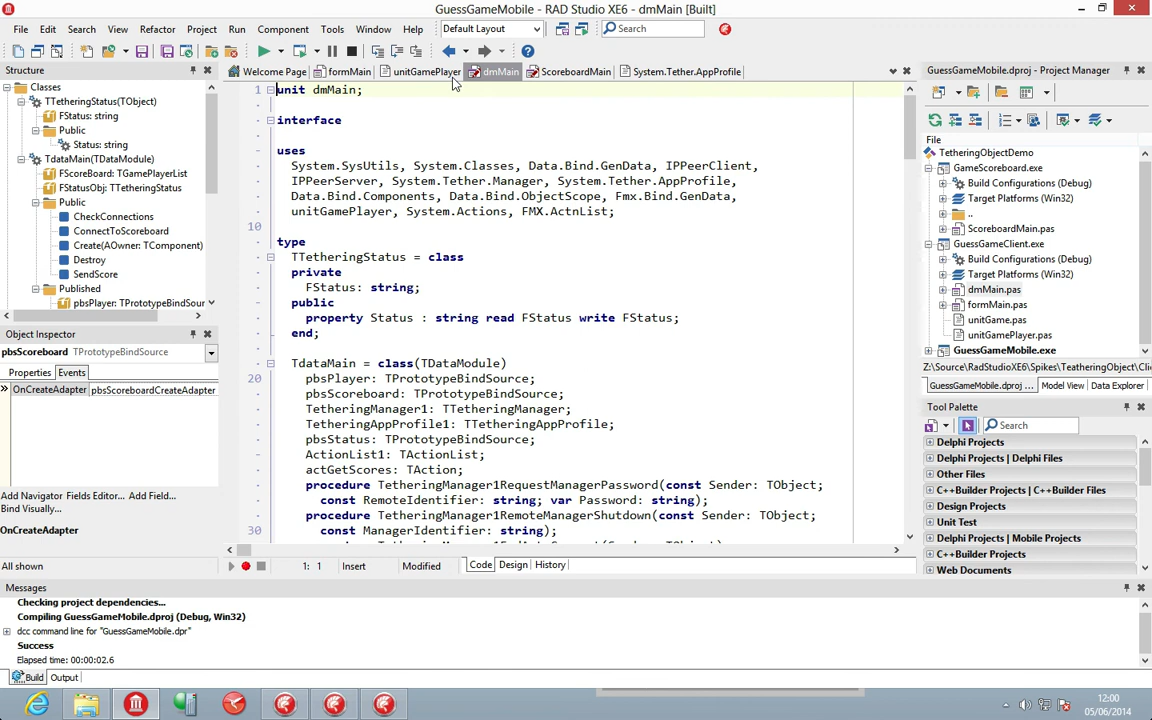 GuessGameMobile - RAD Studio XE6 - dmMain [Built]
File Edit Search View Refactor Project Run Component Tools Window Help Default Layout Search
Structure
Classes
TTetheringStatus(TObject)
FStatus: string
Public
Status: string
TdataMain(TDataModule)
FScoreBoard: TGamePlayerList
FStatusObj: TTetheringStatus
Public
CheckConnections
ConnectToScoreboard
Create(AOwner: TComponent)
Destroy
SendScore
Published
pbsPlayer: TPrototypeBindSour
Object Inspector
pbsScoreboard TPrototypeBindSource
Properties Events
OnCreateAdapter pbsScoreboardCreateAdapter
Add Navigator Fields Editor... Add Field...
Bind Visually...
OnCreateAdapter
All shown
Welcome Page formMain unitGamePlayer dmMain ScoreboardMain System.Tether.AppProfile
1 unit dmMain;
interface
uses
System.SysUtils, System.Classes, Data.Bind.GenData, IPPeerClient,
IPPeerServer, System.Tether.Manager, System.Tether.AppProfile,
Data.Bind.Components, Data.Bind.ObjectScope, Fmx.Bind.GenData,
unitGamePlayer, System.Actions, FMX.ActnList;
10
type
TTetheringStatus = class
private
FStatus: string;
public
property Status : string read FStatus write FStatus;
end;
TdataMain = class(TDataModule)
20 pbsPlayer: TPrototypeBindSource;
pbsScoreboard: TPrototypeBindSource;
TetheringManager1: TTetheringManager;
TetheringAppProfile1: TTetheringAppProfile;
pbsStatus: TPrototypeBindSource;
ActionList1: TActionList;
actGetScores: TAction;
procedure TetheringManager1RequestManagerPassword(const Sender: TObject;
const RemoteIdentifier: string; var Password: string);
procedure TetheringManager1RemoteManagerShutdown(const Sender: TObject;
30 const ManagerIdentifier: string);
1: 1 Insert Modified Code Design History
GuessGameMobile.dproj - Project Manager
File
TetheringObjectDemo
GameScoreboard.exe
Build Configurations (Debug)
Target Platforms (Win32)
..
ScoreboardMain.pas
GuessGameClient.exe
Build Configurations (Debug)
Target Platforms (Win32)
dmMain.pas
formMain.pas
unitGame.pas
unitGamePlayer.pas
GuessGameMobile.exe
Z:\Source\RadStudioXE6\Spikes\TeatheringObject\Cli
GuessGameMobile.dproj ... Model View Data Explorer
Tool Palette
Search
Delphi Projects
Delphi Projects | Delphi Files
Other Files
C++Builder Projects | C++Builder Files
Design Projects
Unit Test
Delphi Projects | Mobile Projects
C++Builder Projects
Web Documents
Messages
Checking project dependencies...
Compiling GuessGameMobile.dproj (Debug, Win32)
dcc command line for "GuessGameMobile.dpr"
Success
Elapsed time: 00:00:02.6
Build Output
12:00
05/06/2014